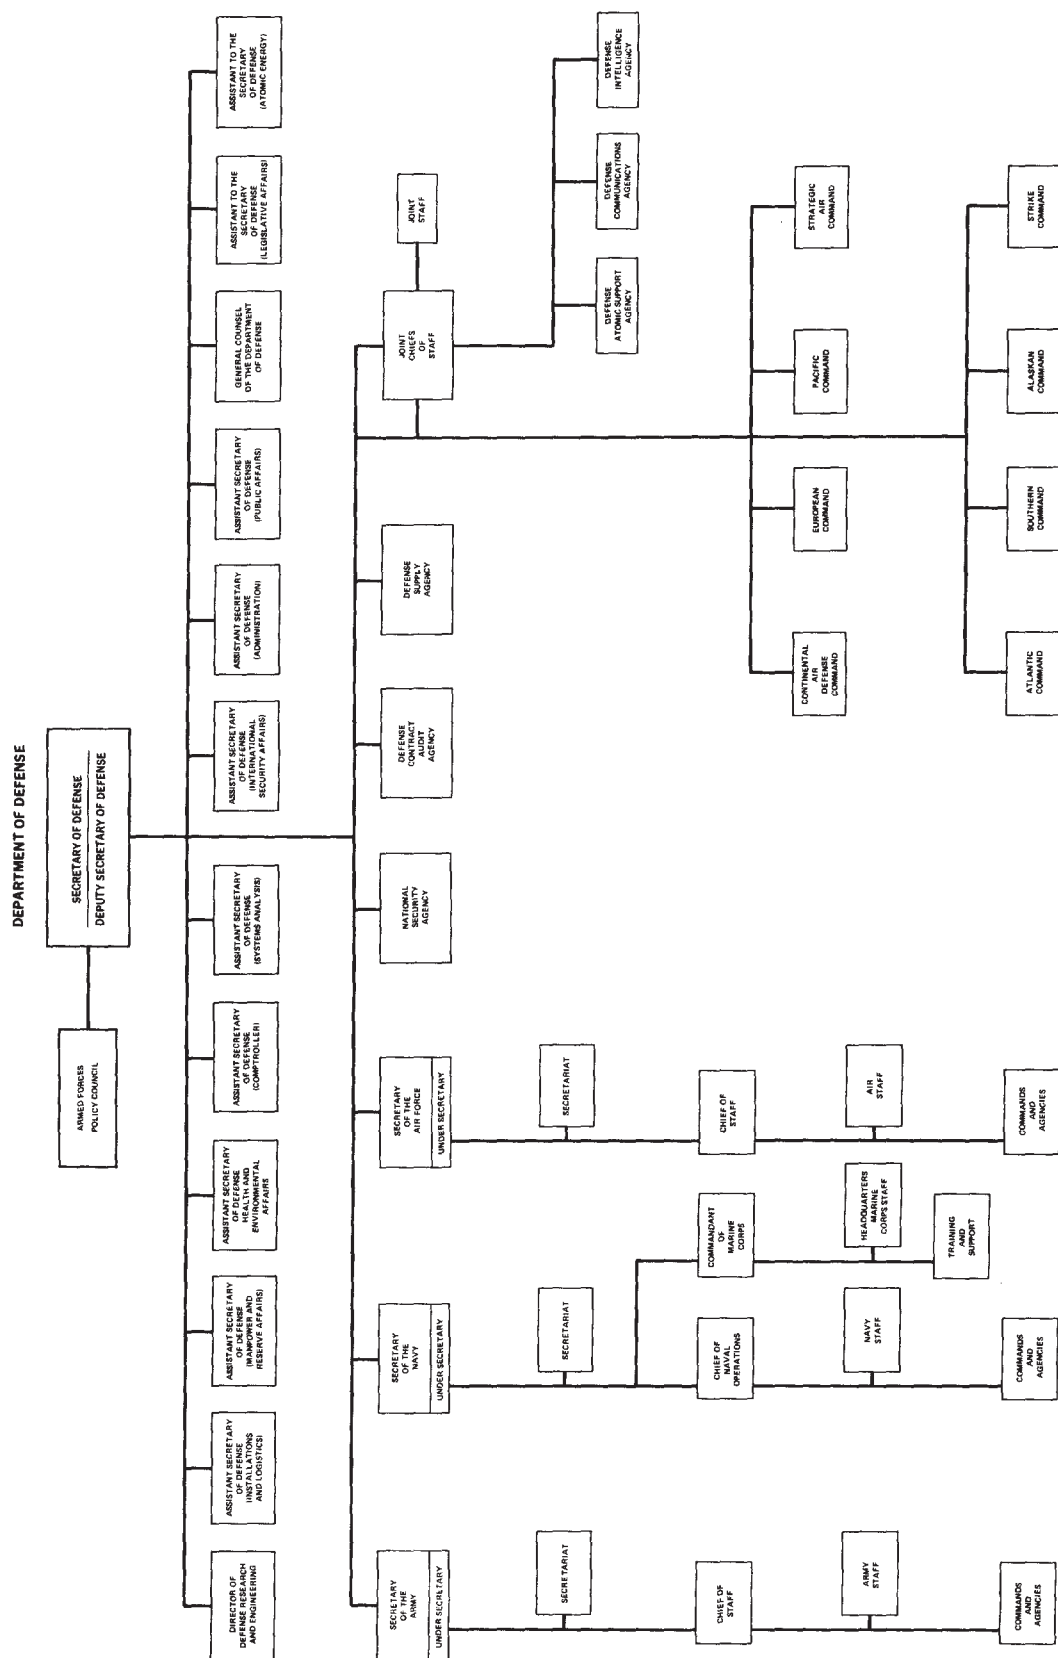 DEPARTMENT OF DEFENSE
ARMED FORCES
POLICY COUNCIL
SECRETARY OF DEFENSE
DEPUTY SECRETARY OF DEFENSE
DIRECTOR OF
DEFENSE RESEARCH
AND ENGINEERING
ASSISTANT SECRETARY
OF DEFENSE
(INSTALLATIONS
AND LOGISTICS)
ASSISTANT SECRETARY
OF DEFENSE
(MANPOWER AND
RESERVE AFFAIRS)
ASSISTANT SECRETARY
OF DEFENSE
HEALTH AND
ENVIRONMENTAL
AFFAIRS
ASSISTANT SECRETARY
OF DEFENSE
(COMPTROLLER)
ASSISTANT SECRETARY
OF DEFENSE
(SYSTEMS ANALYSIS)
ASSISTANT SECRETARY
OF DEFENSE
(INTERNATIONAL
SECURITY AFFAIRS)
ASSISTANT SECRETARY
OF DEFENSE
(ADMINISTRATION)
ASSISTANT SECRETARY
OF DEFENSE
(PUBLIC AFFAIRS)
GENERAL COUNSEL
OF THE DEPARTMENT
OF DEFENSE
ASSISTANT TO THE
SECRETARY
OF DEFENSE
(LEGISLATIVE AFFAIRS)
ASSISTANT TO THE
SECRETARY
OF DEFENSE
(ATOMIC ENERGY)
SECRETARY
OF THE
ARMY
UNDER SECRETARY
SECRETARY
OF THE
NAVY
UNDER SECRETARY
SECRETARY
OF THE
AIR FORCE
UNDER SECRETARY
NATIONAL
SECURITY
AGENCY
DEFENSE
CONTRACT
AUDIT
AGENCY
DEFENSE
SUPPLY
AGENCY
JOINT
CHIEFS
OF
STAFF
JOINT
STAFF
SECRETARIAT
SECRETARIAT
SECRETARIAT
DEFENSE
ATOMIC SUPPORT
AGENCY
DEFENSE
COMMUNICATIONS
AGENCY
DEFENSE
INTELLIGENCE
AGENCY
CHIEF OF
STAFF
CHIEF OF
NAVAL
OPERATIONS
COMMANDANT
OF
MARINE
CORPS
CHIEF OF
STAFF
CONTINENTAL
AIR
DEFENSE
COMMAND
EUROPEAN
COMMAND
PACIFIC
COMMAND
STRATEGIC
AIR
COMMAND
ARMY
STAFF
NAVY
STAFF
HEADQUARTERS
MARINE
CORPS STAFF
AIR
STAFF
TRAINING
AND
SUPPORT
COMMANDS
AND
AGENCIES
COMMANDS
AND
AGENCIES
COMMANDS
AND
AGENCIES
ATLANTIC
COMMAND
SOUTHERN
COMMAND
ALASKAN
COMMAND
STRIKE
COMMAND